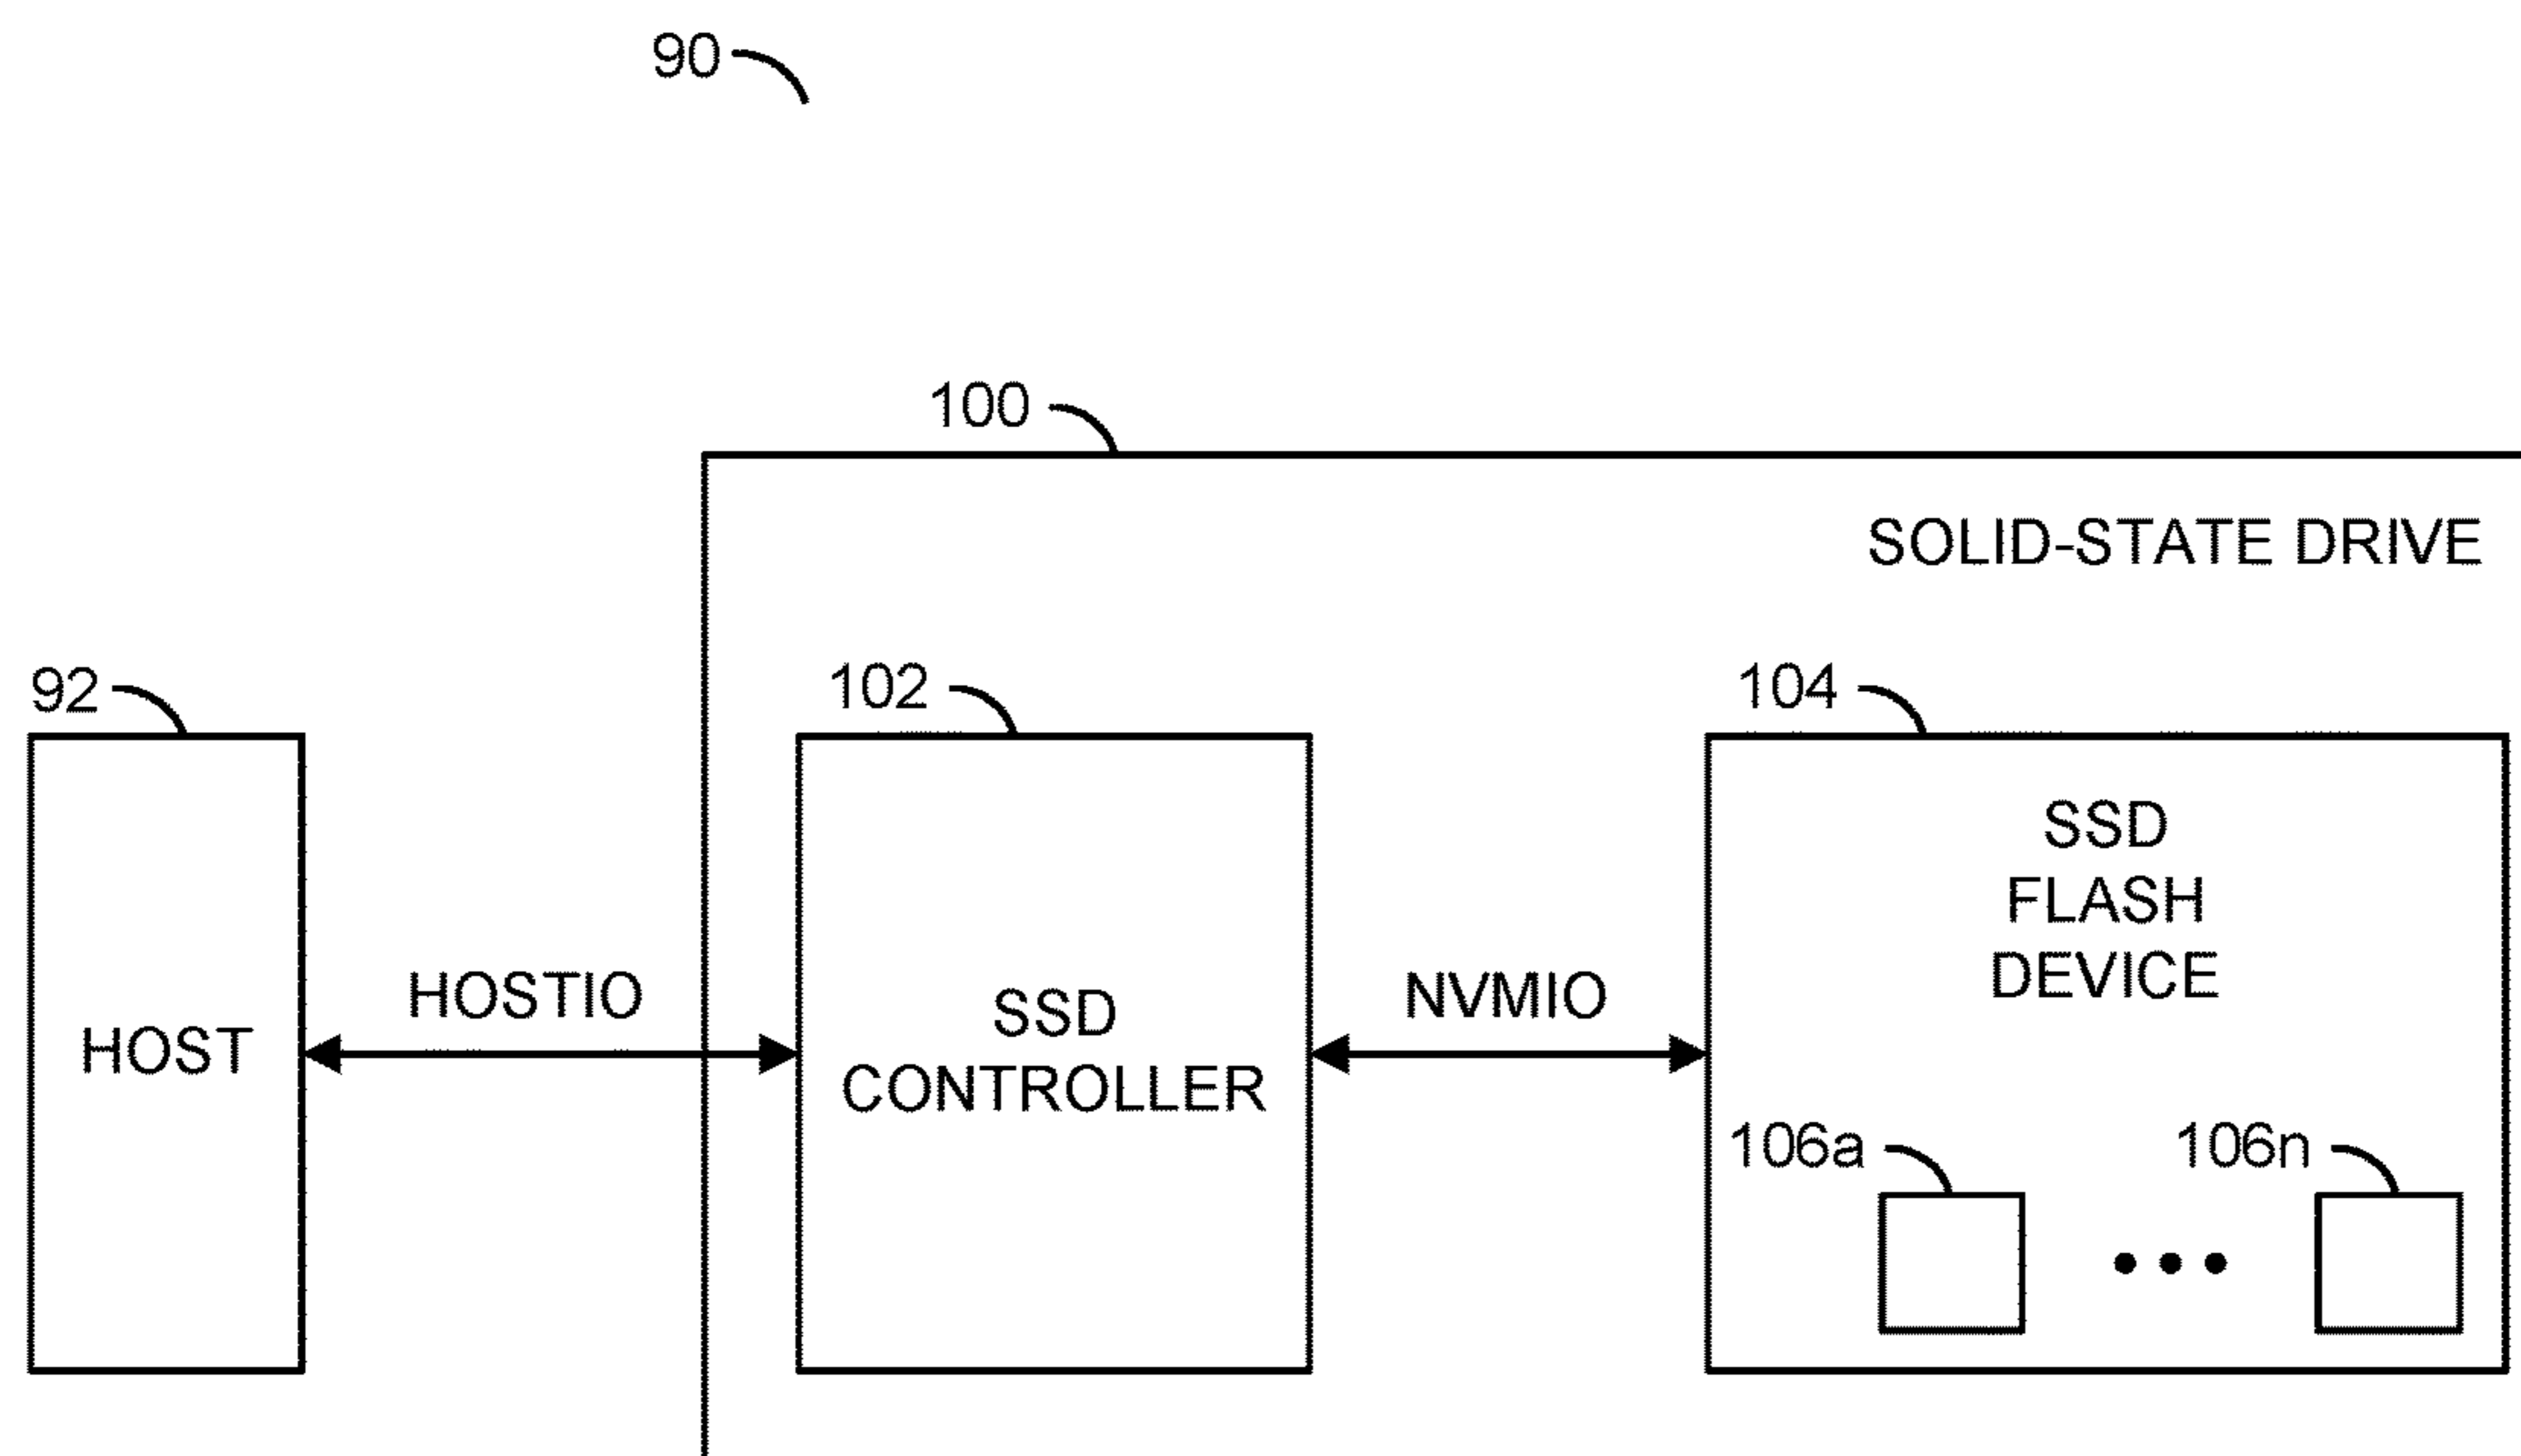 90
100
SOLID-STATE DRIVE
92
102
104
HOST
HOSTIO
SSD
CONTROLLER
NVMIO
SSD
FLASH
DEVICE
106a
106n